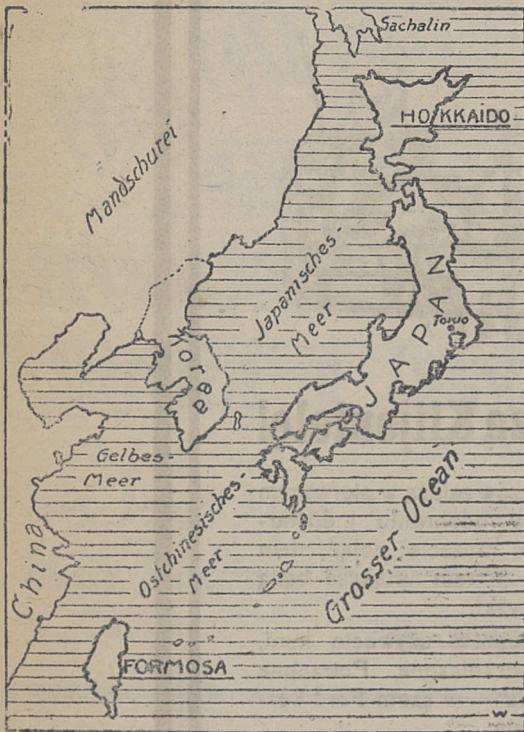 Sachalin
HOKKAIDO
Mandschurei
Japanisches-
Meer
JAPAN
Tokio
Korea
Gelbes-
Meer
Ostchinesisches-
Meer
Grosser Ocean
China
FORMOSA
W